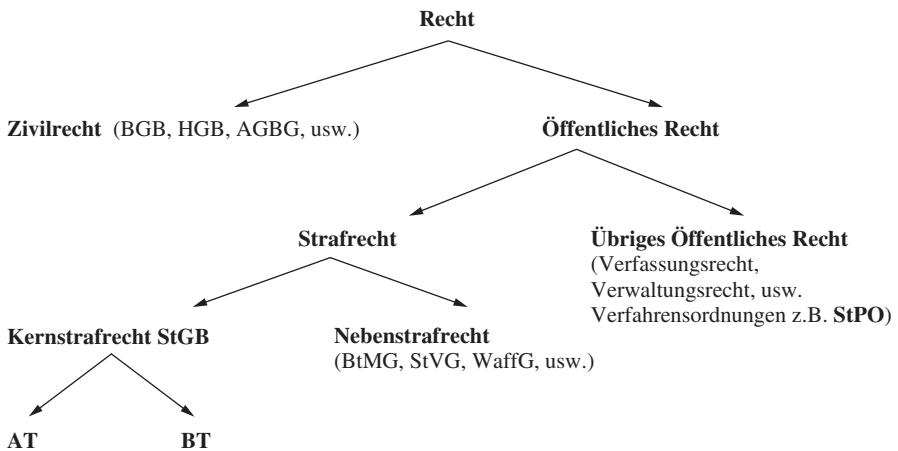 Recht
Zivilrecht (BGB, HGB, AGBG, usw.)
Öffentliches Recht
Strafrecht
Übriges Öffentliches Recht
(Verfassungsrecht,
Verwaltungsrecht, usw.
Verfahrensordnungen z.B. StPO)
Kernstrafrecht StGB
Nebenstrafrecht
(BtMG, StVG, WaffG, usw.)
AT
BT